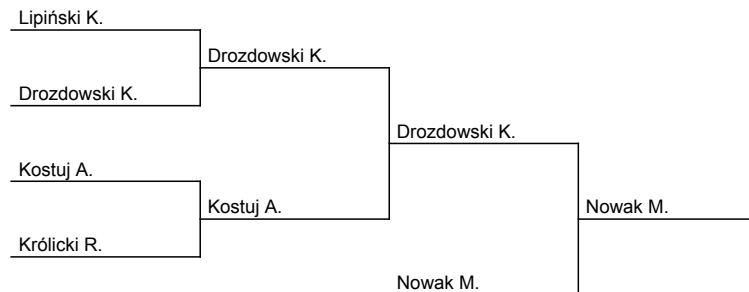 Lipiński K.
Drozdowski K.
Drozdowski K.
Drozdowski K.
Kostuj A.
Kostuj A.
Nowak M.
Królicki R.
Nowak M.